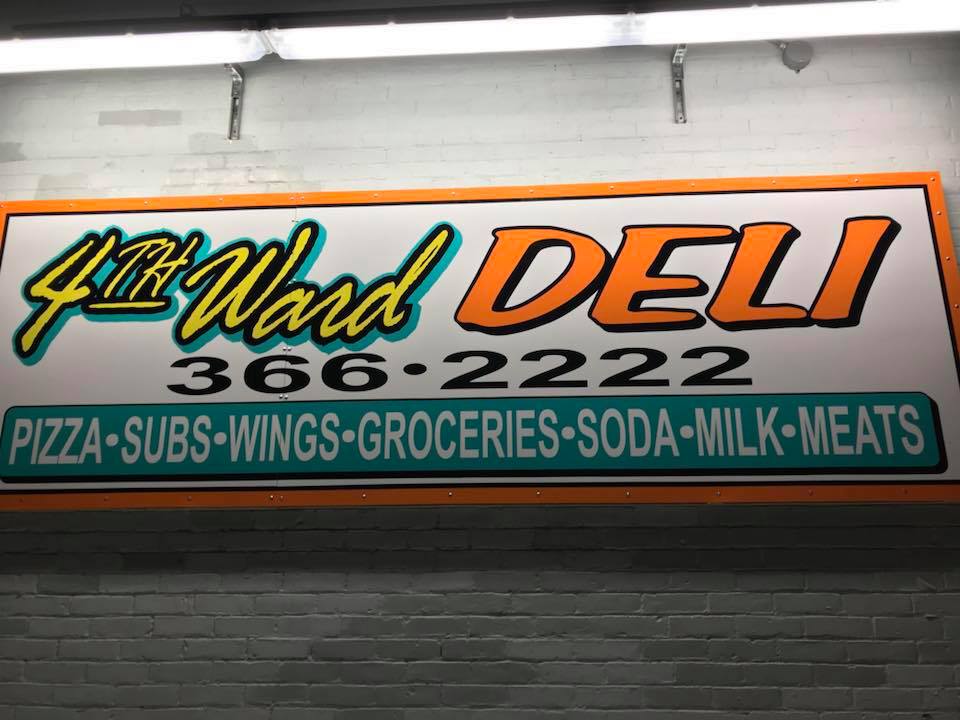 4TH Ward DELI
366•2222
PIZZA•SUBS•WINGS•GROCERIES•SODA•MILK•MEATS